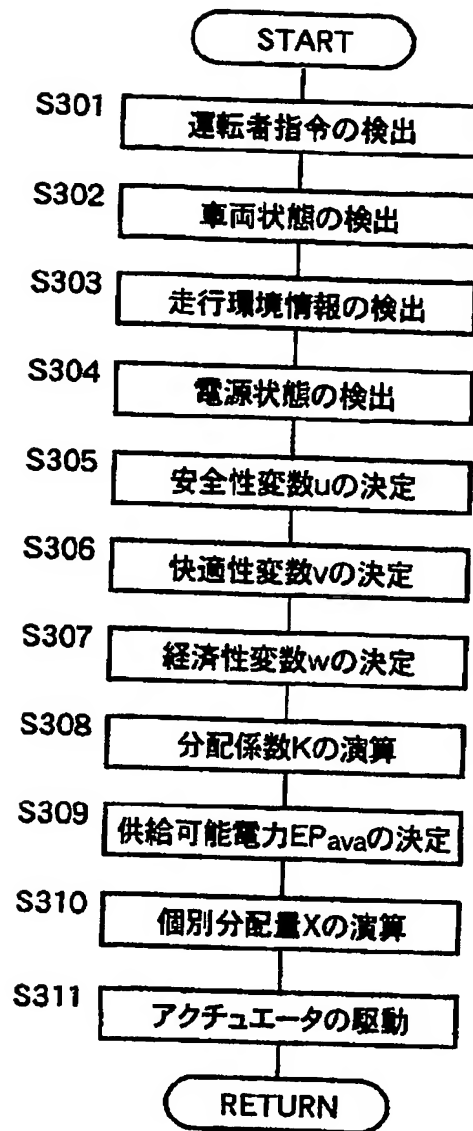 START
S301
運転者指令の検出
S302
車両状態の検出
S303
走行環境情報の検出
S304
電源状態の検出
S305
安全性変数uの決定
S306
快適性変数vの決定
S307
経済性変数wの決定
S308
分配係数Kの演算
S309
供給可能電力EPavaの決定
S310
個別分配量Xの演算
S311
アクチュエータの駆動
RETURN